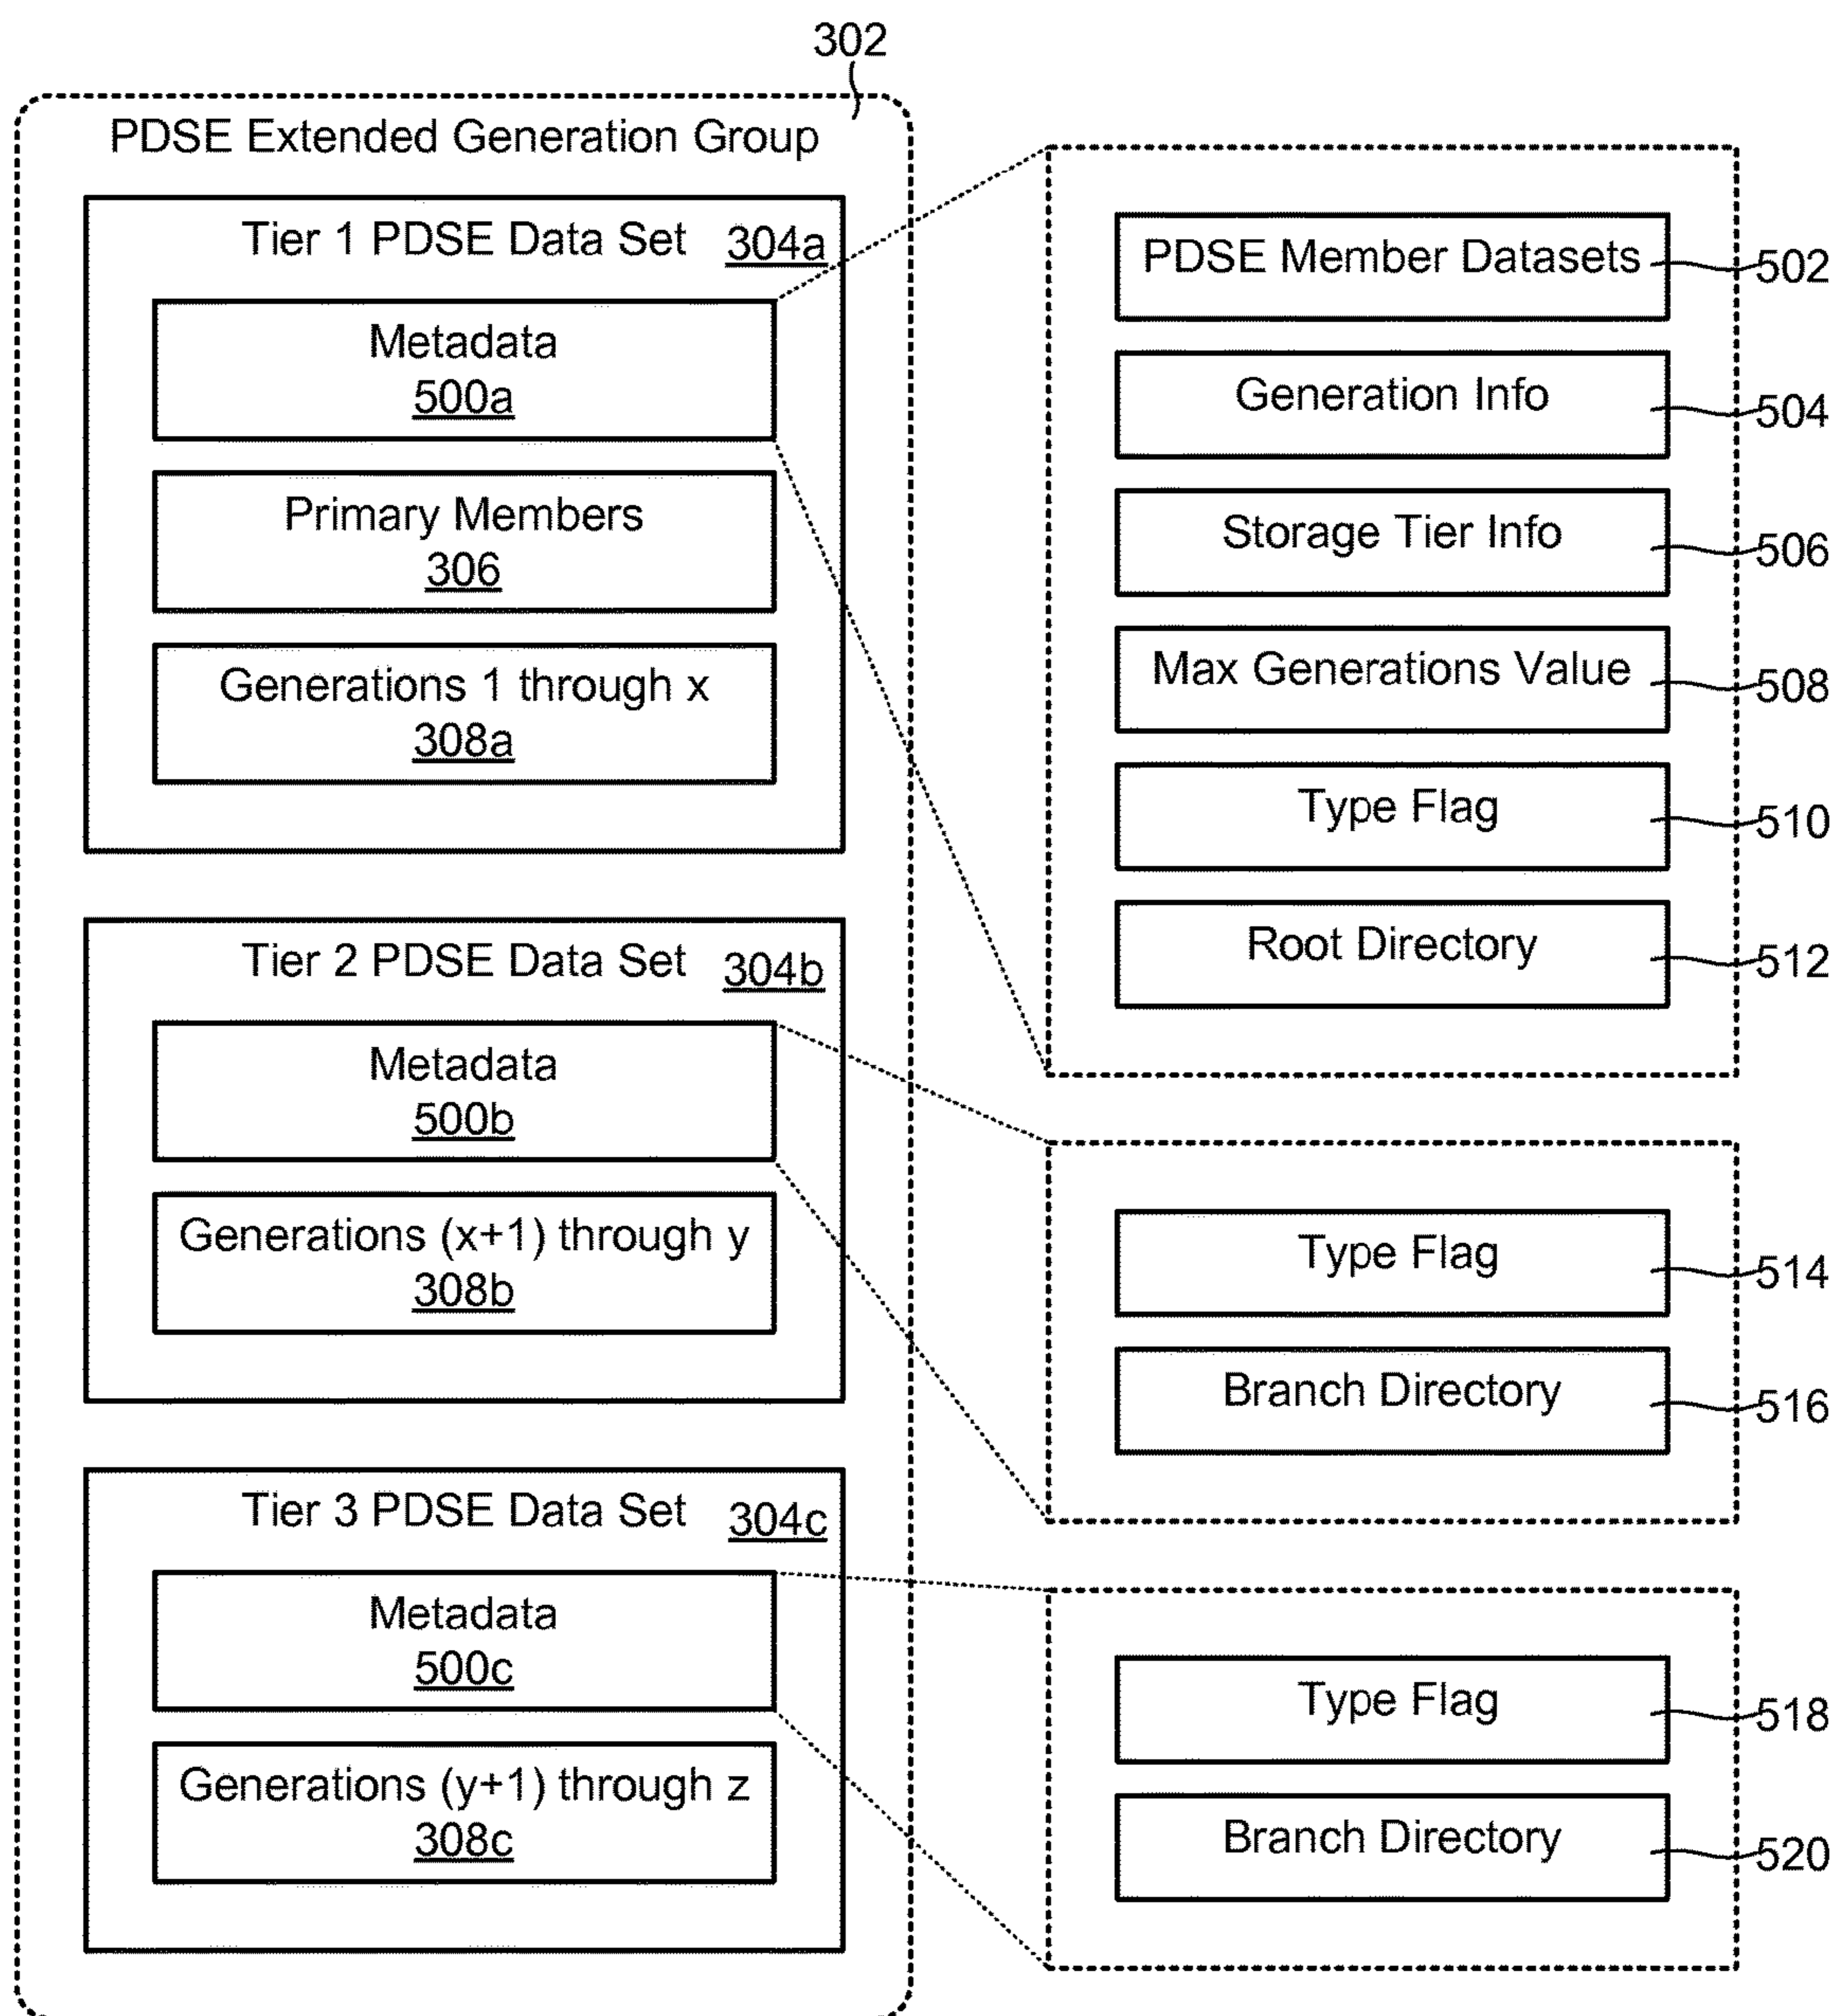 302
PDSE Extended Generation Group
Tier 1 PDSE Data Set 304a
Metadata
500a
Primary Members
306
Generations 1 through x
308a
Tier 2 PDSE Data Set 304b
Metadata
500b
Generations (x+1) through y
308b
Tier 3 PDSE Data Set 304c
Metadata
500c
Generations (y+1) through z
308c
PDSE Member Datasets 502
Generation Info 504
Storage Tier Info 506
Max Generations Value 508
Type Flag 510
Root Directory 512
Type Flag 514
Branch Directory 516
Type Flag 518
Branch Directory 520